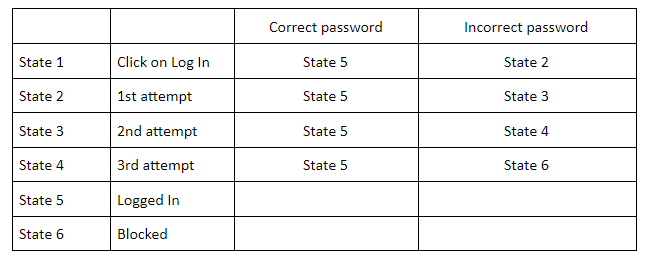 Correct password Incorrect password
State 1 Click on Log In State 5 State 2
State 2 1st attempt State 5 State 3
State 3 2nd attempt State 5 State 4
State 4 3rd attempt State 5 State 6
State 5 Logged In
State 6 Blocked